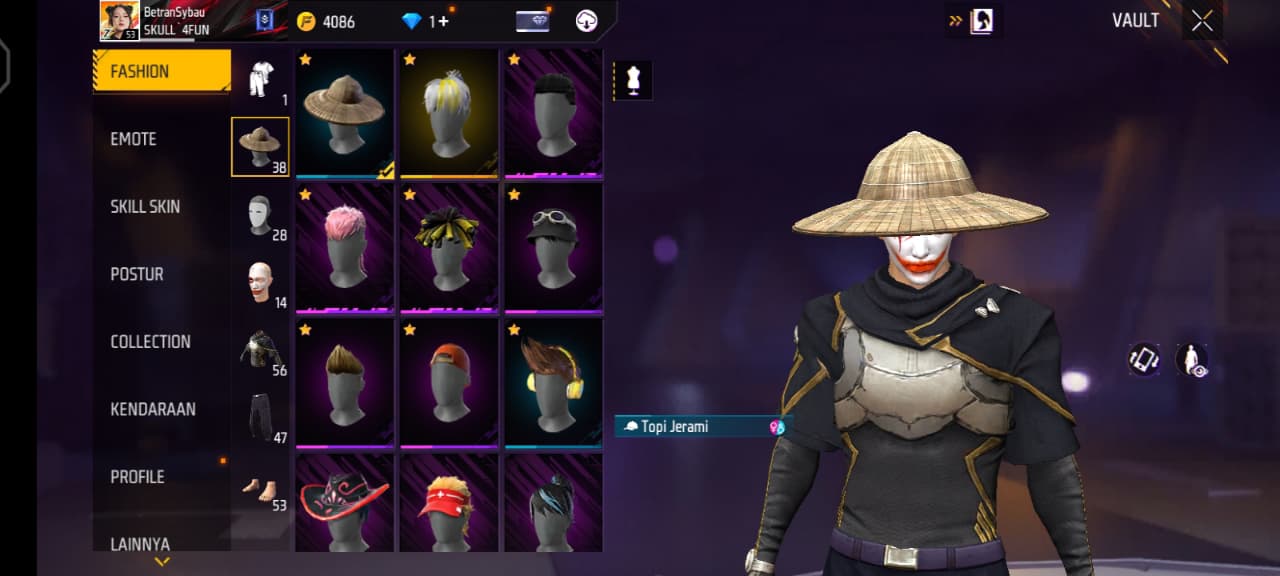 BetranSybau
SKULL`4FUN
53
4086
1+
VAULT
FASHION
EMOTE
SKILL SKIN
POSTUR
COLLECTION
KENDARAAN
PROFILE
LAINNYA
1
38
28
14
56
47
53
Topi Jerami